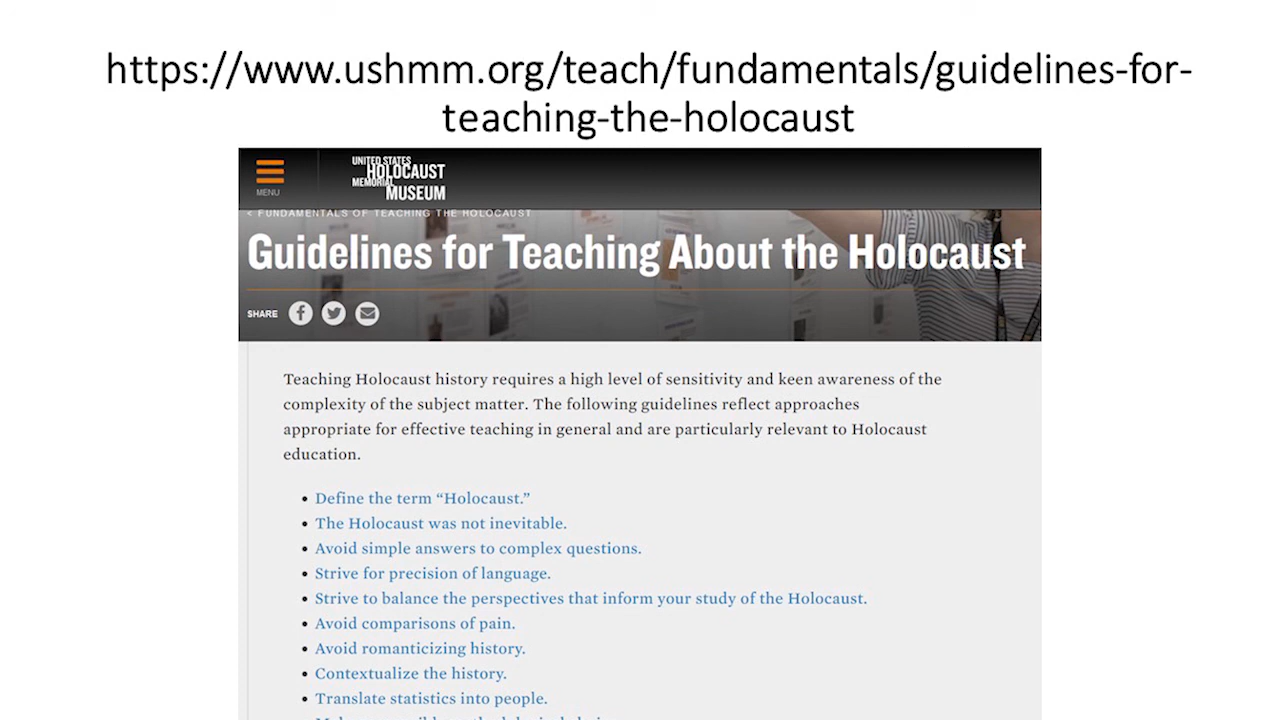 https://www.ushmm.org/teach/fundamentals/guidelines-for-
teaching-the-holocaust
MENU
UNITED STATES
HOLOCAUST
MEMORIAL
MUSEUM
< FUNDAMENTALS OF TEACHING THE HOLOCAUST
Guidelines for Teaching About the Holocaust
SHARE
Teaching Holocaust history requires a high level of sensitivity and keen awareness of the
complexity of the subject matter. The following guidelines reflect approaches
appropriate for effective teaching in general and are particularly relevant to Holocaust
education.
• Define the term “Holocaust.”
• The Holocaust was not inevitable.
• Avoid simple answers to complex questions.
• Strive for precision of language.
• Strive to balance the perspectives that inform your study of the Holocaust.
• Avoid comparisons of pain.
• Avoid romanticizing history.
• Contextualize the history.
• Translate statistics into people.